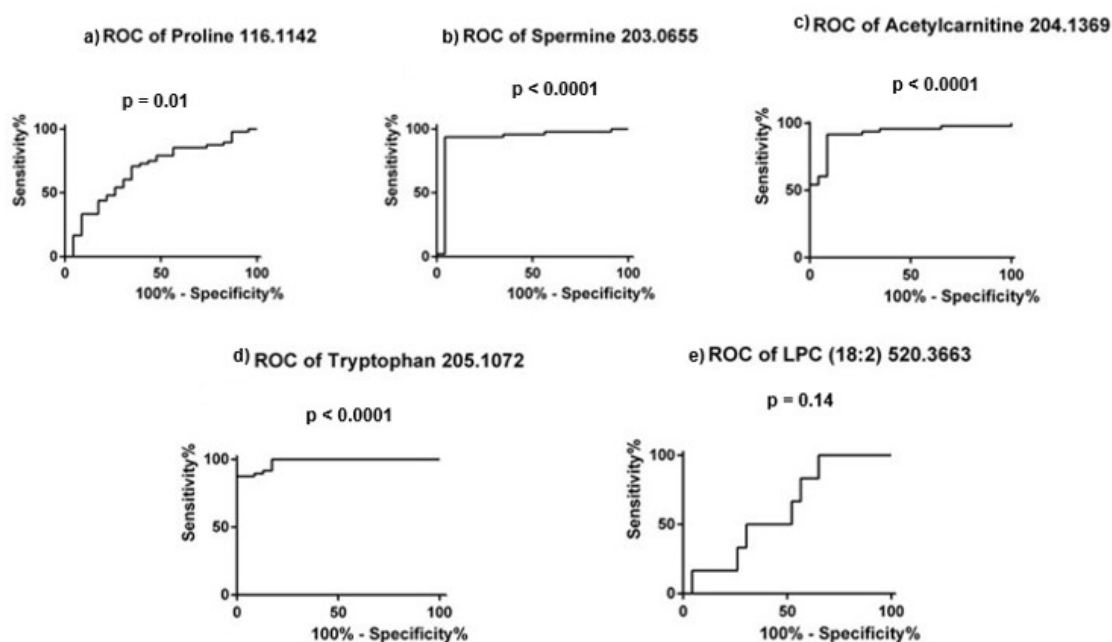 a) ROC of Proline 116.1142
p = 0.01
Sensitivity%
100
50
0
0 50 100
100% - Specificity%
b) ROC of Spermine 203.0655
p < 0.0001
Sensitivity%
100
50
0
0 50 100
100% - Specificity%
c) ROC of Acetylcarnitine 204.1369
p < 0.0001
Sensitivity%
100
50
0
0 50 100
100% - Specificity%
d) ROC of Tryptophan 205.1072
p < 0.0001
Sensitivity%
100
50
0
0 50 100
100% - Specificity%
e) ROC of LPC (18:2) 520.3663
p = 0.14
Sensitivity%
100
50
0
0 50 100
100% - Specificity%